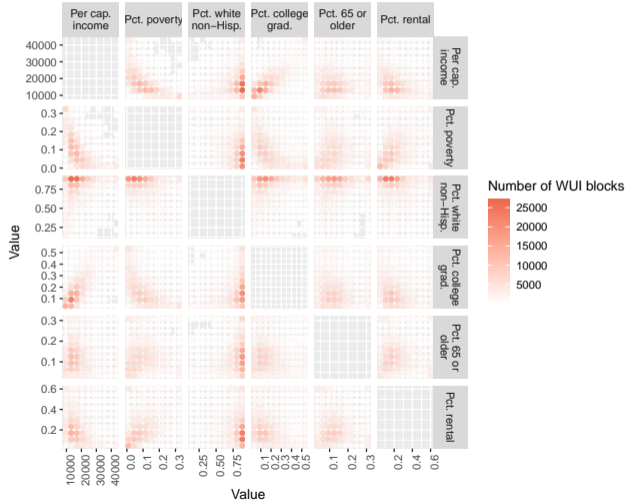 Per cap.
income
Pct. poverty
Pct. white
non−Hisp.
Pct. college
grad.
Pct. 65 or
older
Pct. rental
40000
30000
20000
10000
Per cap.
income
0.3
0.2
0.1
0.0
Pct. poverty
0.75
0.50
0.25
Pct. white
non−Hisp.
0.5
0.4
0.3
0.2
0.1
Pct. college
grad.
0.3
0.2
0.1
Pct. 65 or
older
0.6
0.4
0.2
Pct. rental
10000
20000
30000
40000
0.0
0.1
0.2
0.3
0.25
0.50
0.75
0.1
0.2
0.3
0.4
0.5
0.1
0.2
0.3
0.2
0.4
0.6
Value
Value
Number of WUI blocks
25000
20000
15000
10000
5000